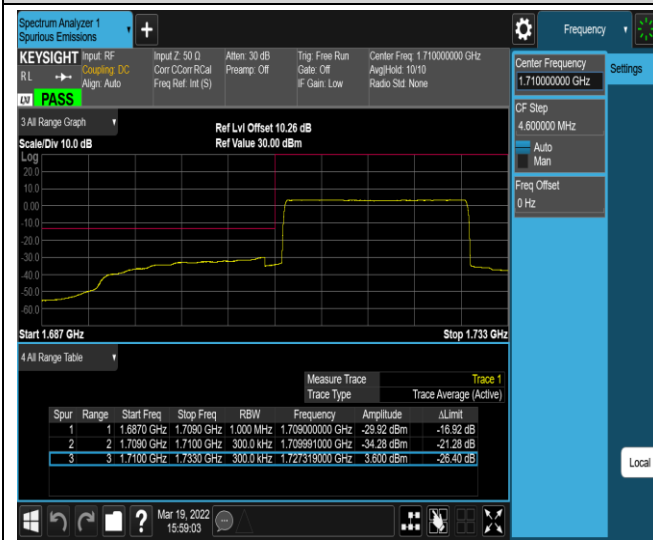 Spectrum Analyzer 1
Spurious Emissions
+
Frequency
KEYSIGHT
RL
Input: RF
Coupling: DC
Align: Auto
Input Z: 50 Ω
Corr CCorr RCal
Freq Ref: Int (S)
Atten: 30 dB
Preamp: Off
Trig: Free Run
Gate: Off
IF Gain: Low
Center Freq: 1.710000000 GHz
Avg|Hold: 10/10
Radio Std: None
LXI PASS
3 All Range Graph
Scale/Div 10.0 dB
Ref Lvl Offset 10.26 dB
Ref Value 30.00 dBm
Log
20.0
10.0
0.00
-10.0
-20.0
-30.0
-40.0
-50.0
-60.0
Start 1.687 GHz
Stop 1.733 GHz
4 All Range Table
Measure Trace Trace 1
Trace Type Trace Average (Active)
Spur Range Start Freq Stop Freq RBW Frequency Amplitude ΔLimit
1 1 1.6870 GHz 1.7090 GHz 1.000 MHz 1.709000000 GHz -29.92 dBm -16.92 dB
2 2 1.7090 GHz 1.7100 GHz 300.0 kHz 1.709991000 GHz -34.28 dBm -21.28 dB
3 3 1.7100 GHz 1.7330 GHz 300.0 kHz 1.727319000 GHz 3.600 dBm -26.40 dB
Center Frequency
1.710000000 GHz
Settings
CF Step
4.600000 MHz
Auto
Man
Freq Offset
0 Hz
Local
?
Mar 19, 2022
15:59:03